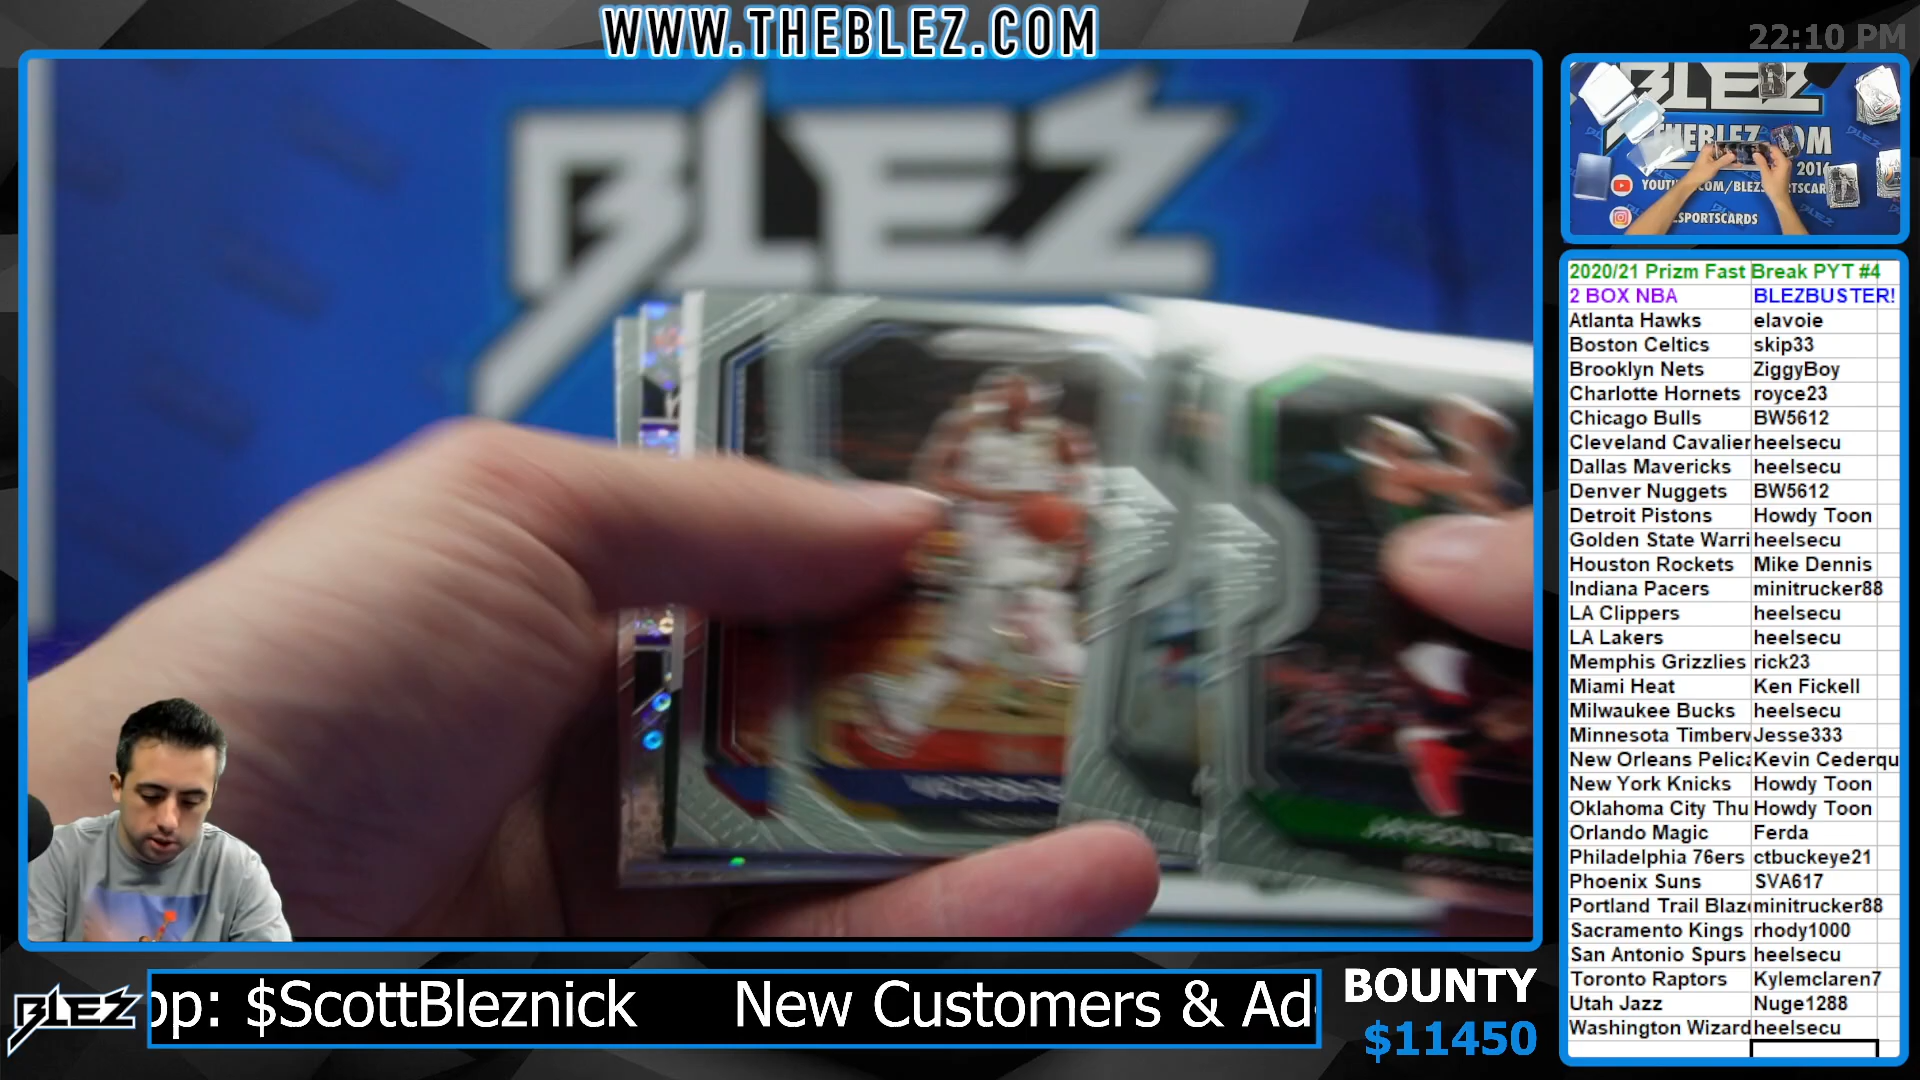 WWW.THEBLEZ.COM
22:10 PM
BLEZ
BLEZ
THEBLEZ.COM
2016
SPORTSCARDS
2020/21 Prizm Fast Break PYT #4
2 BOX NBA BLEZBUSTER!
Atlanta Hawks elavoie
Boston Celtics skip33
Brooklyn Nets ZiggyBoy
Charlotte Hornets royce23
Chicago Bulls BW5612
Cleveland Cavalier heelsecu
Dallas Mavericks heelsecu
Denver Nuggets BW5612
Detroit Pistons Howdy Toon
Golden State Warri heelsecu
Houston Rockets Mike Dennis
Indiana Pacers minitrucker88
LA Clippers heelsecu
LA Lakers heelsecu
Memphis Grizzlies rick23
Miami Heat Ken Fickell
Milwaukee Bucks heelsecu
Minnesota Timberv Jesse333
New Orleans Pelica Kevin Cederqu
New York Knicks Howdy Toon
Oklahoma City Thu Howdy Toon
Orlando Magic Ferda
Philadelphia 76ers ctbuckeye21
Phoenix Suns SVA617
Portland Trail Blaz minitrucker88
Sacramento Kings rhody1000
San Antonio Spurs heelsecu
Toronto Raptors Kylemclaren7
Utah Jazz Nuge1288
Washington Wizard heelsecu
BLEZ
op: $ScottBleznick New Customers & Ad
BOUNTY
$11450